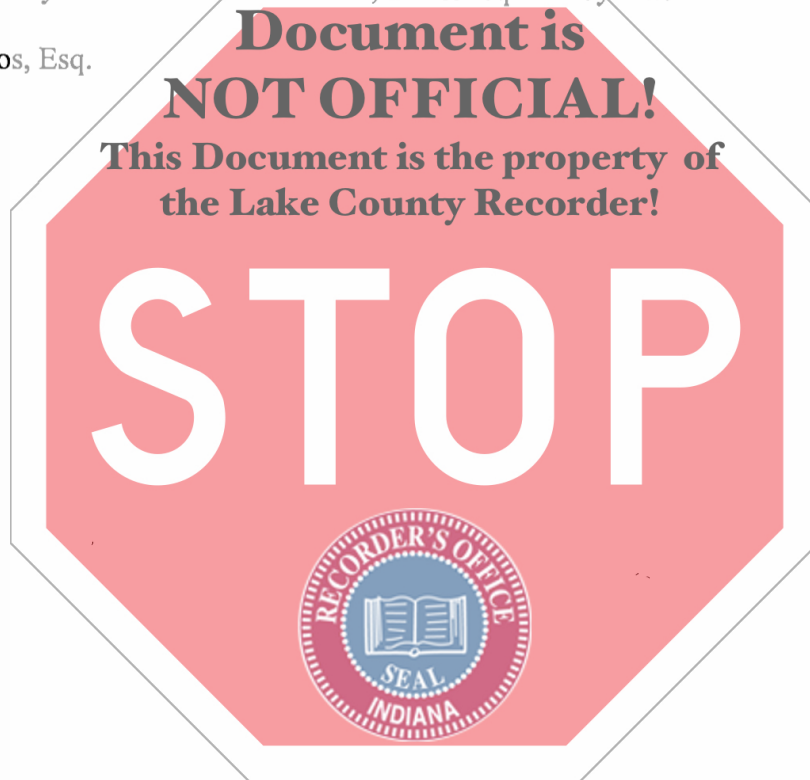 Document is
os, Esq.
NOT OFFICIAL!
This Document is the property of
the Lake County Recorder!
STOP
RECORDER'S OFFICE
SEAL
INDIANA